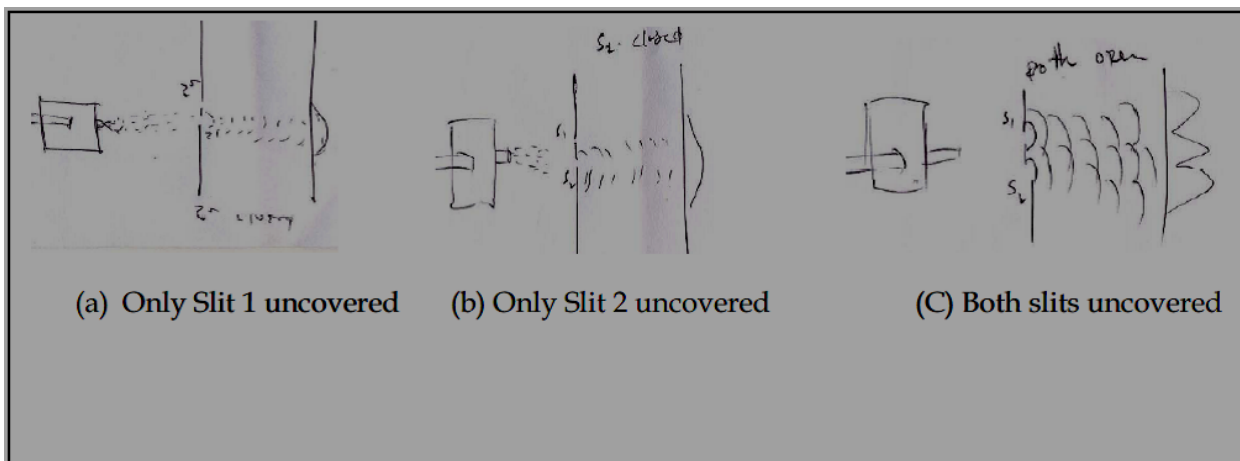 S₂ closed
both open
S₁
S₂
S₁
S₂
(a) Only Slit 1 uncovered
(b) Only Slit 2 uncovered
(C) Both slits uncovered